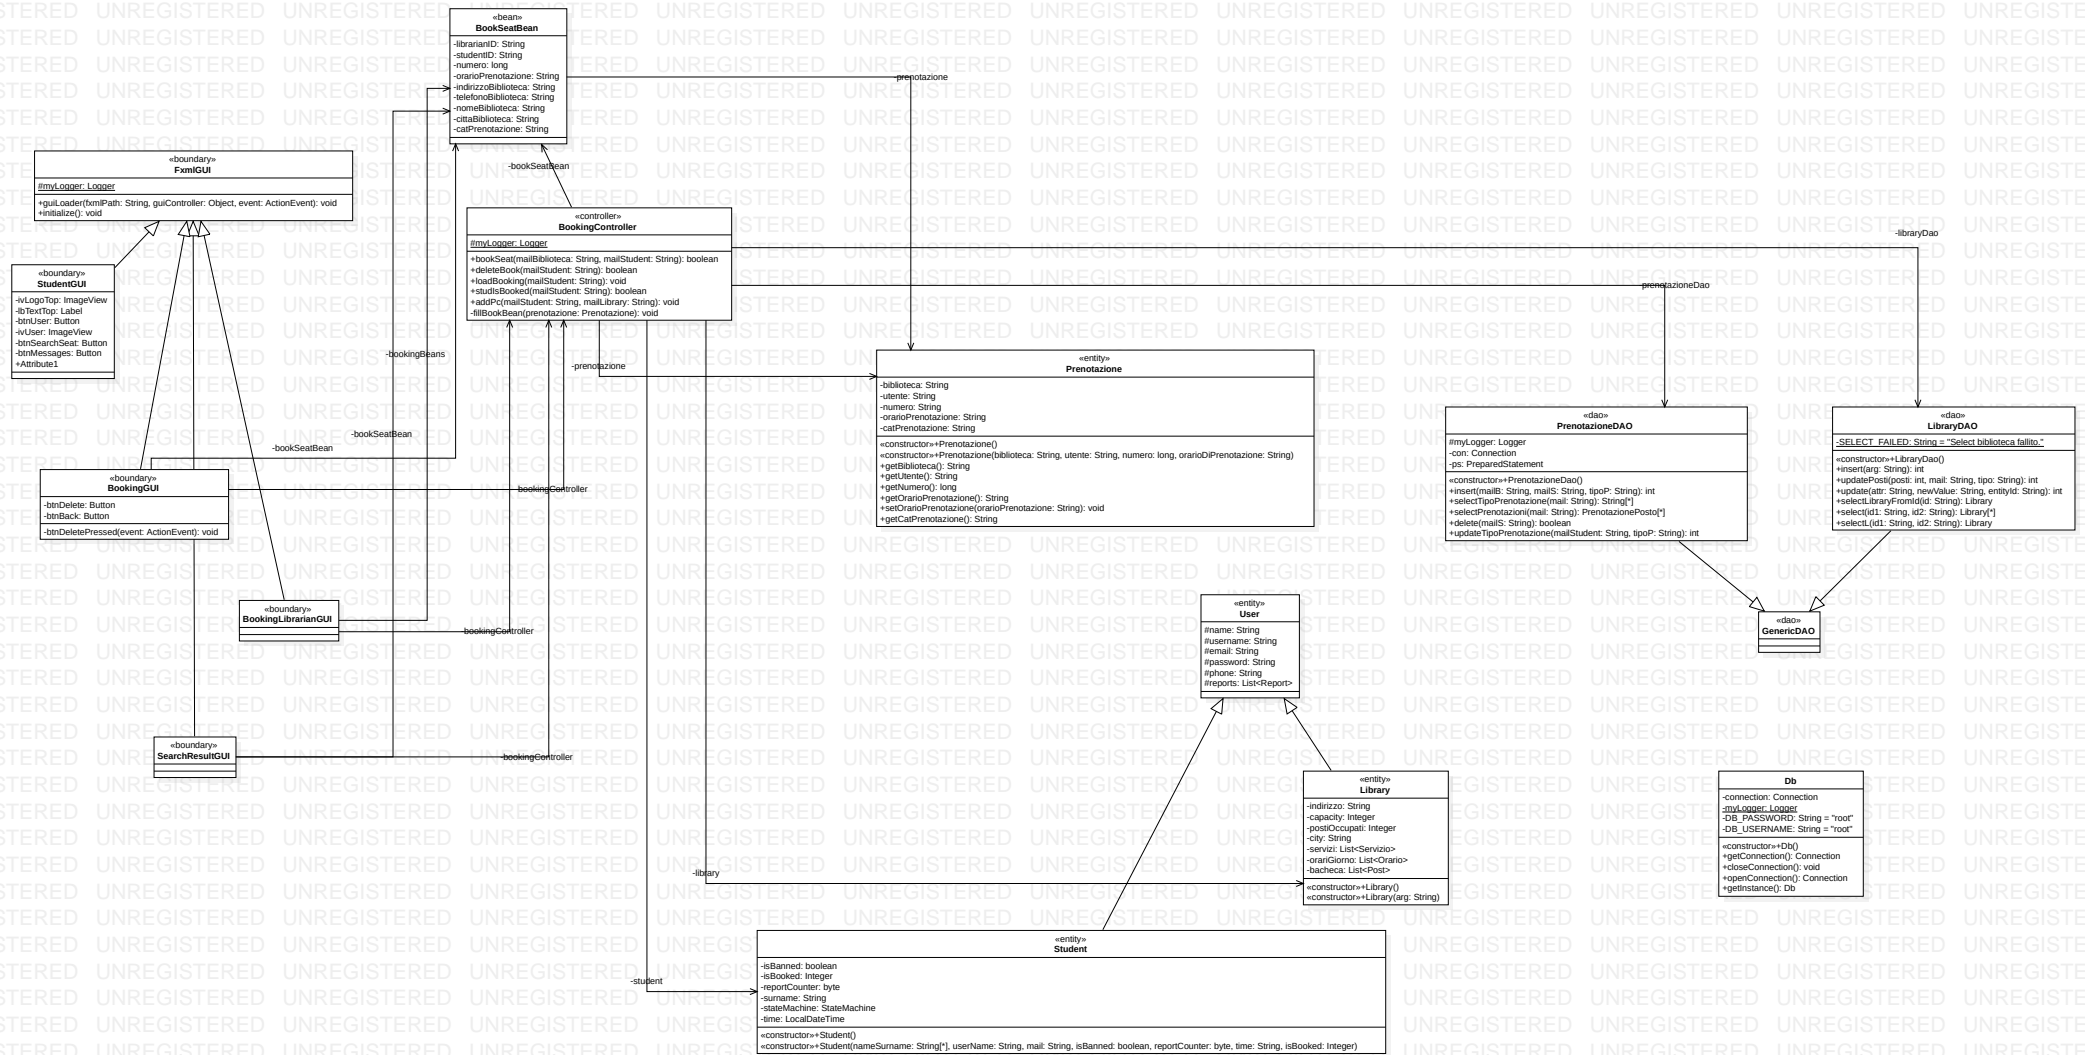 «bean»
BookSeatBean
-librarianID: String
-studentID: String
-numero: long
-orarioPrenotazione: String
-indirizzoBiblioteca: String
-telefonoBiblioteca: String
-nomeBiblioteca: String
-cittaBiblioteca: String
-catPrenotazione: String
-prenotazione
«boundary»
FxmlGUI
#myLogger: Logger
+guiLoader(fxmlPath: String, guiController: Object, event: ActionEvent): void
+initialize(): void
-bookSeatBean
«controller»
BookingController
#myLogger: Logger
+bookSeat(mailBiblioteca: String, mailStudent: String): boolean
+deleteBook(mailStudent: String): boolean
+loadBooking(mailStudent: String): void
+studIsBooked(mailStudent: String): boolean
+addPc(mailStudent: String, mailLibrary: String): void
-fillBookBean(prenotazione: Prenotazione): void
-libraryDao
-prenotazioneDao
«boundary»
StudentGUI
-ivLogoTop: ImageView
-lbTextTop: Label
-btnUser: Button
-ivUser: ImageView
-btnSearchSeat: Button
-btnMessages: Button
+Attribute1
-bookingBeans
-prenotazione
«entity»
Prenotazione
-biblioteca: String
-utente: String
-numero: String
-orarioPrenotazione: String
-catPrenotazione: String
«constructor»+Prenotazione()
«constructor»+Prenotazione(biblioteca: String, utente: String, numero: long, orarioDiPrenotazione: String)
+getBiblioteca(): String
+getUtente(): String
+getNumero(): long
+getOrarioPrenotazione(): String
+setOrarioPrenotazione(orarioPrenotazione: String): void
+getCatPrenotazione(): String
«dao»
PrenotazioneDAO
#myLogger: Logger
-con: Connection
-ps: PreparedStatement
«constructor»+PrenotazioneDao()
+insert(mailB: String, mailS: String, tipoP: String): int
+selectTipoPrenotazione(mail: String): String[*]
+selectPrenotazioni(mail: String): PrenotazionePosto[*]
+delete(mailS: String): boolean
+updateTipoPrenotazione(mailStudent: String, tipoP: String): int
«dao»
LibraryDAO
-SELECT_FAILED: String = "Select biblioteca fallito."
«constructor»+LibraryDao()
+insert(arg: String): int
+updatePosti(posti: int, mail: String, tipo: String): int
+update(attr: String, newValue: String, entityId: String): int
+selectLibraryFromId(id: String): Library
+select(id1: String, id2: String): Library[*]
+selectL(id1: String, id2: String): Library
-bookSeatBean
-bookSeatBean
«boundary»
BookingGUI
-btnDelete: Button
-btnBack: Button
-btnDeletePressed(event: ActionEvent): void
-bookingController
«boundary»
BookingLibrarianGUI
-bookingController
«entity»
User
#name: String
#username: String
#email: String
#password: String
#phone: String
#reports: List<Report>
«dao»
GenericDAO
«boundary»
SearchResultGUI
-bookingController
«entity»
Library
-indirizzo: String
-capacity: Integer
-postiOccupati: Integer
-city: String
-servizi: List<Servizio>
-orariGiorno: List<Orario>
-bacheca: List<Post>
«constructor»+Library()
«constructor»+Library(arg: String)
Db
-connection: Connection
-myLogger: Logger
-DB_PASSWORD: String = "root"
-DB_USERNAME: String = "root"
«constructor»+Db()
+getConnection(): Connection
+closeConnection(): void
+openConnection(): Connection
+getInstance(): Db
-library
-student
«entity»
Student
-isBanned: boolean
-isBooked: Integer
-reportCounter: byte
-surname: String
-stateMachine: StateMachine
-time: LocalDateTime
«constructor»+Student()
«constructor»+Student(nameSurname: String[*], userName: String, mail: String, isBanned: boolean, reportCounter: byte, time: String, isBooked: Integer)
UNREGISTERED